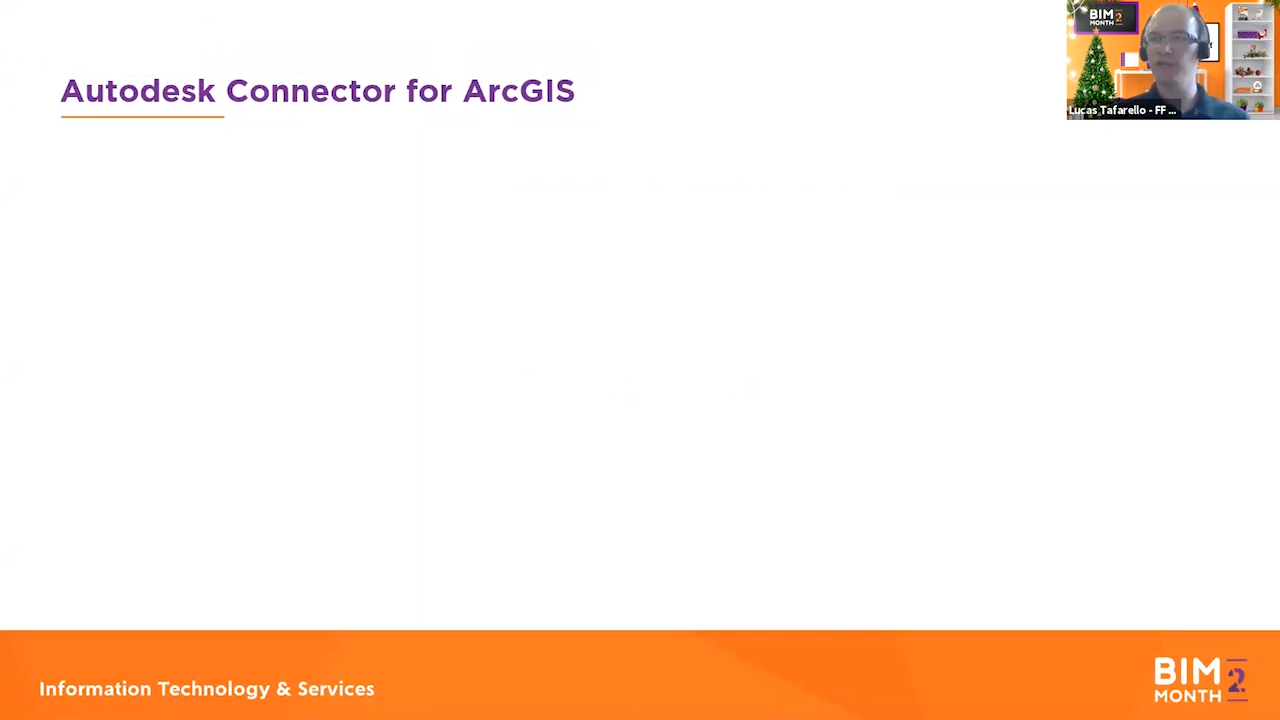 Autodesk Connector for ArcGIS
BIM 2
MONTH
Lucas Tafarello - FF ...
Information Technology & Services
BIM 2
MONTH